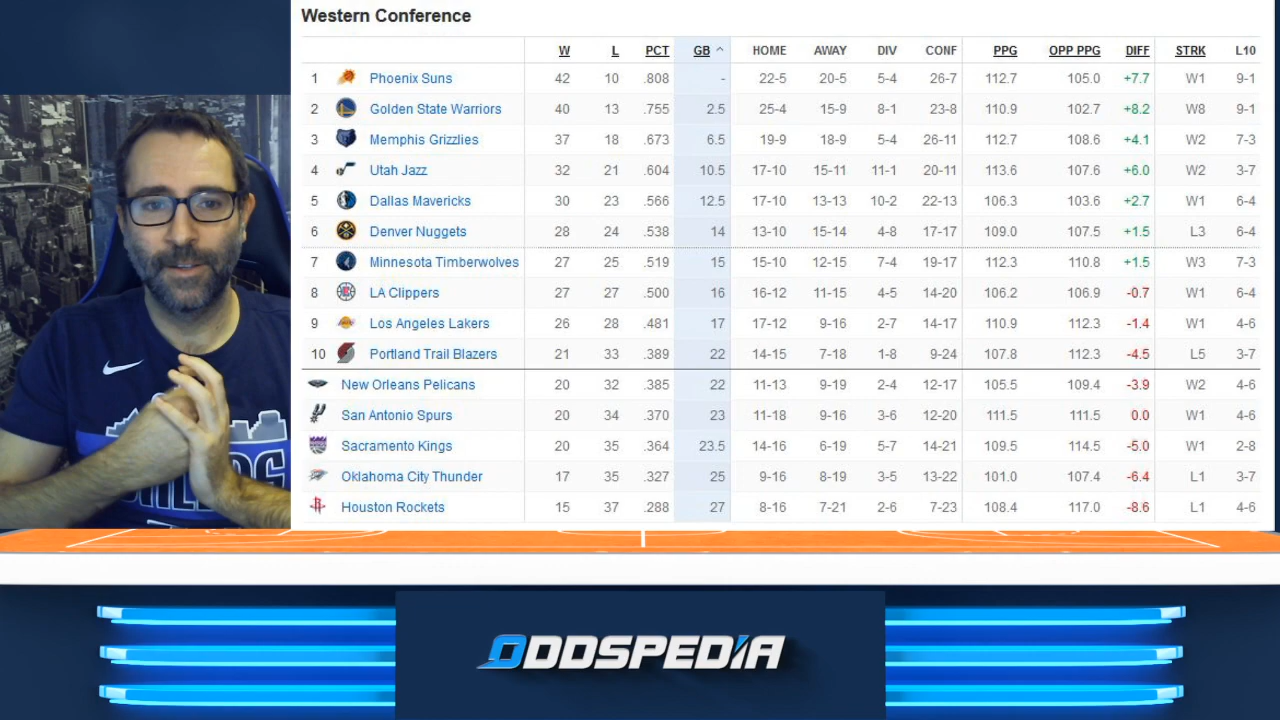 Western Conference
W L PCT GB HOME AWAY DIV CONF PPG OPP PPG DIFF STRK L10
1 Phoenix Suns 42 10 .808 - 22-5 20-5 5-4 26-7 112.7 105.0 +7.7 W1 9-1
2 Golden State Warriors 40 13 .755 2.5 25-4 15-9 8-1 23-8 110.9 102.7 +8.2 W8 9-1
3 Memphis Grizzlies 37 18 .673 6.5 19-9 18-9 5-4 26-11 112.7 108.6 +4.1 W2 7-3
4 Utah Jazz 32 21 .604 10.5 17-10 15-11 11-1 20-11 113.6 107.6 +6.0 W2 3-7
5 Dallas Mavericks 30 23 .566 12.5 17-10 13-13 10-2 22-13 106.3 103.6 +2.7 W1 6-4
6 Denver Nuggets 28 24 .538 14 13-10 15-14 4-8 17-17 109.0 107.5 +1.5 L3 6-4
7 Minnesota Timberwolves 27 25 .519 15 15-10 12-15 7-4 19-17 112.3 110.8 +1.5 W3 7-3
8 LA Clippers 27 27 .500 16 16-12 11-15 4-5 14-20 106.2 106.9 -0.7 W1 6-4
9 Los Angeles Lakers 26 28 .481 17 17-12 9-16 2-7 14-17 110.9 112.3 -1.4 W1 4-6
10 Portland Trail Blazers 21 33 .389 22 14-15 7-18 1-8 9-24 107.8 112.3 -4.5 L5 3-7
New Orleans Pelicans 20 32 .385 22 11-13 9-19 2-4 12-17 105.5 109.4 -3.9 W2 4-6
San Antonio Spurs 20 34 .370 23 11-18 9-16 3-6 12-20 111.5 111.5 0.0 W1 4-6
Sacramento Kings 20 35 .364 23.5 14-16 6-19 5-7 14-21 109.5 114.5 -5.0 W1 2-8
Oklahoma City Thunder 17 35 .327 25 9-16 8-19 3-5 13-22 101.0 107.4 -6.4 L1 3-7
Houston Rockets 15 37 .288 27 8-16 7-21 2-6 7-23 108.4 117.0 -8.6 L1 4-6
ODDSPEDIA